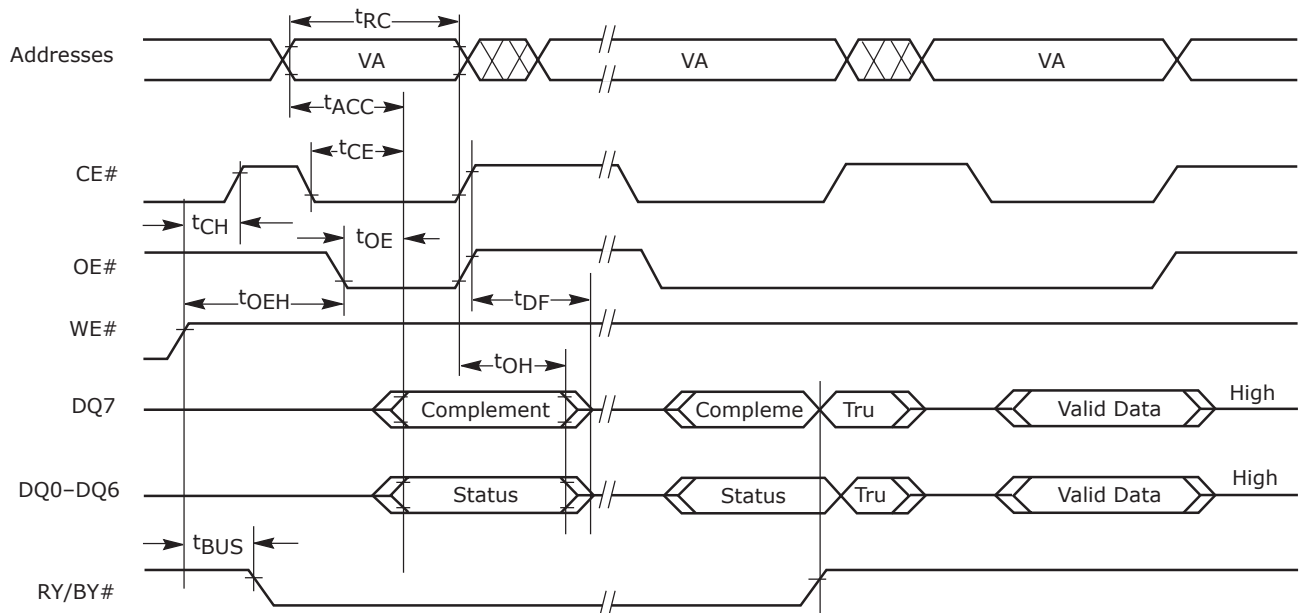 tRC
Addresses VA VA VA
tACC
tCE
CE#
tCH
tOE
OE#
tOEH
tDF
WE#
tOH
DQ7 Complement Compleme Tru Valid Data High
DQ0–DQ6 Status Status Tru Valid Data High
tBUS
RY/BY#